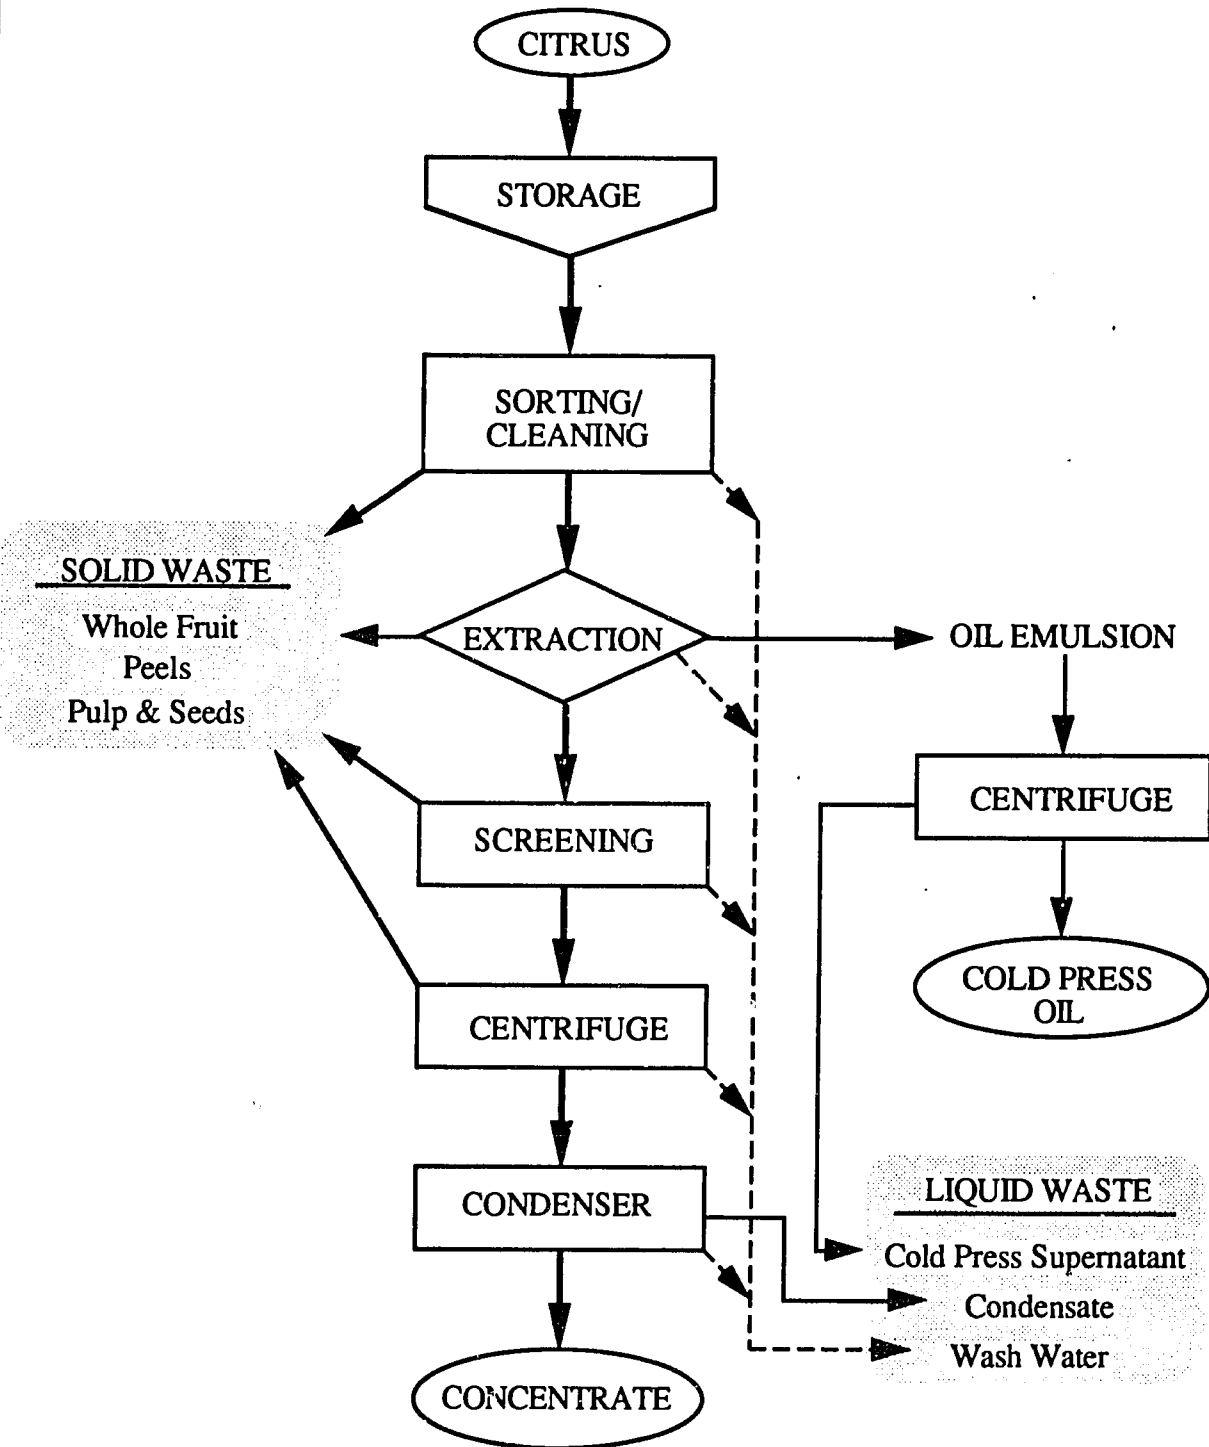 CITRUS
STORAGE
SORTING/
CLEANING
SOLID WASTE
Whole Fruit
Peels
Pulp & Seeds
EXTRACTION
OIL EMULSION
SCREENING
CENTRIFUGE
CENTRIFUGE
COLD PRESS
OIL
CONDENSER
LIQUID WASTE
Cold Press Supernatant
Condensate
Wash Water
CONCENTRATE